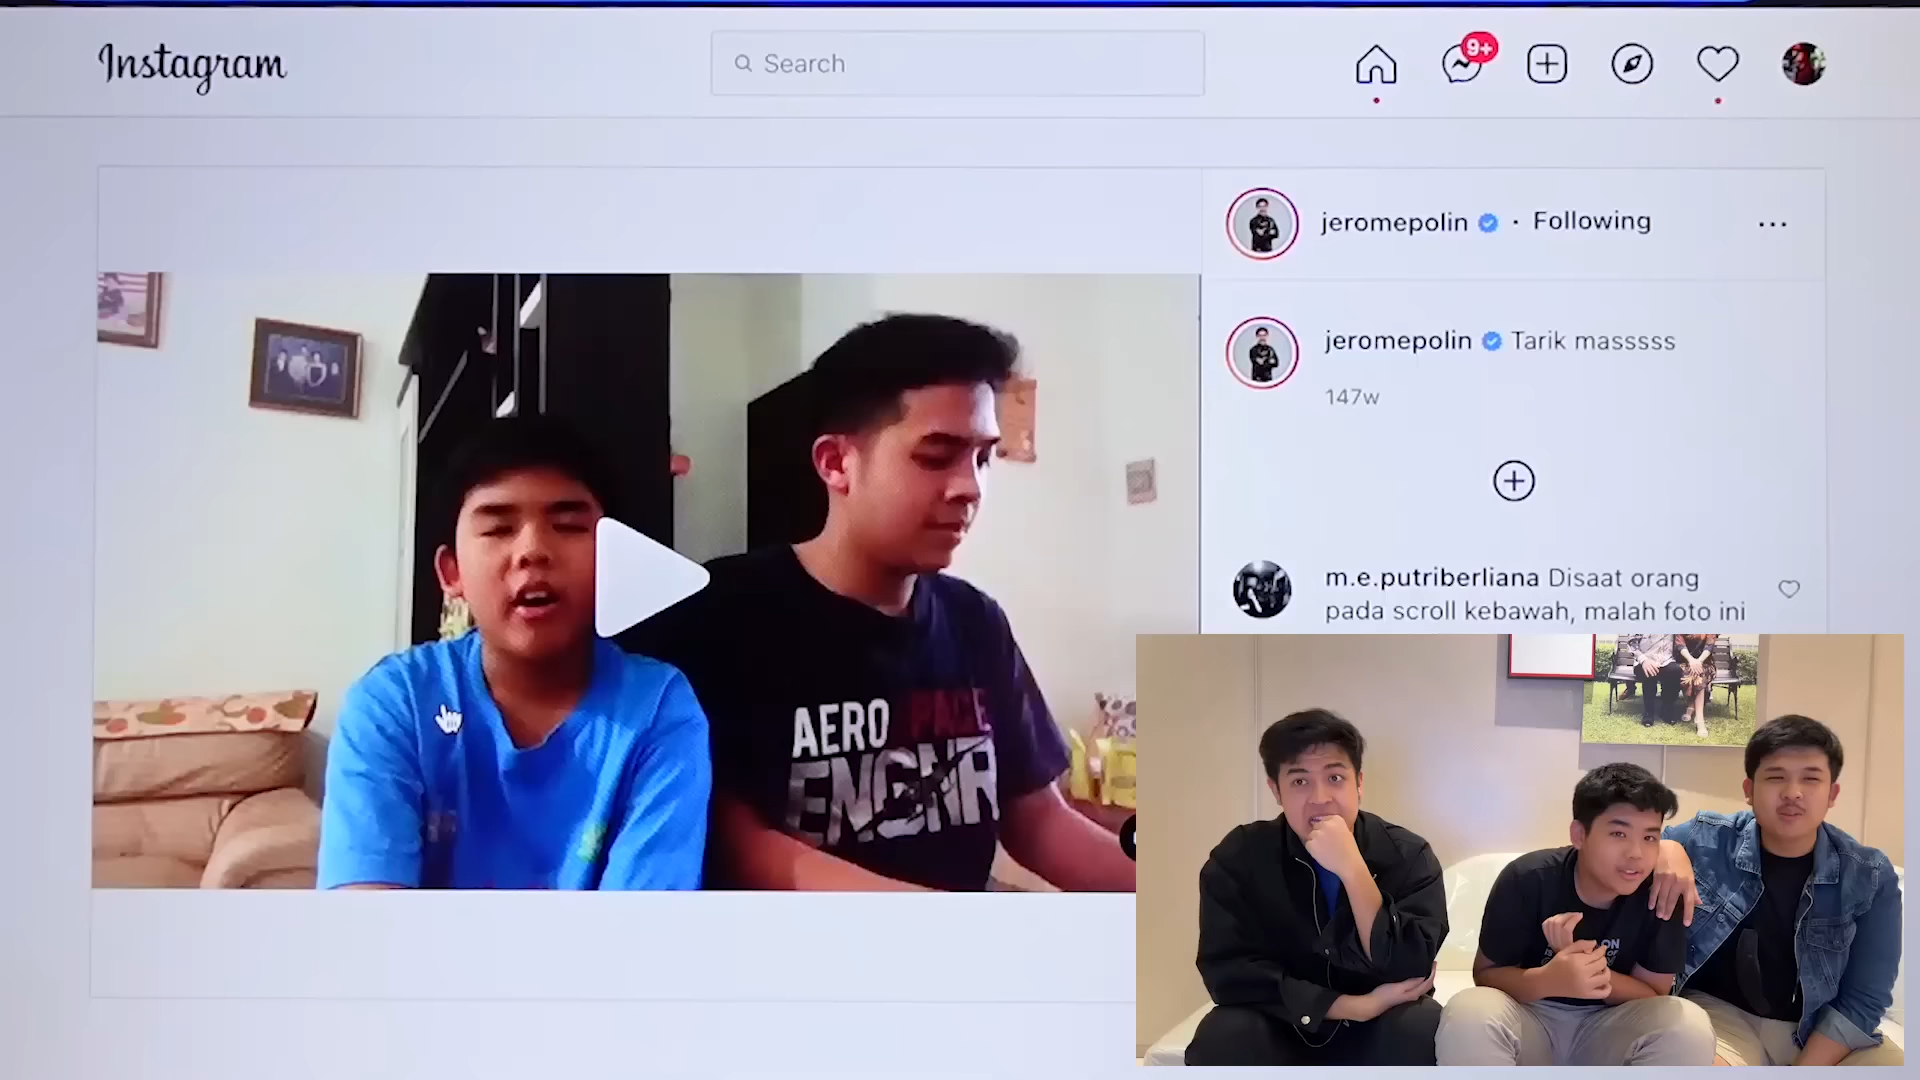 Instagram
Search
9+
jeromepolin · Following
jeromepolin Tarik masssss
147w
m.e.putriberliana Disaat orang
pada scroll kebawah, malah foto ini
AERO
ENGNR
ON